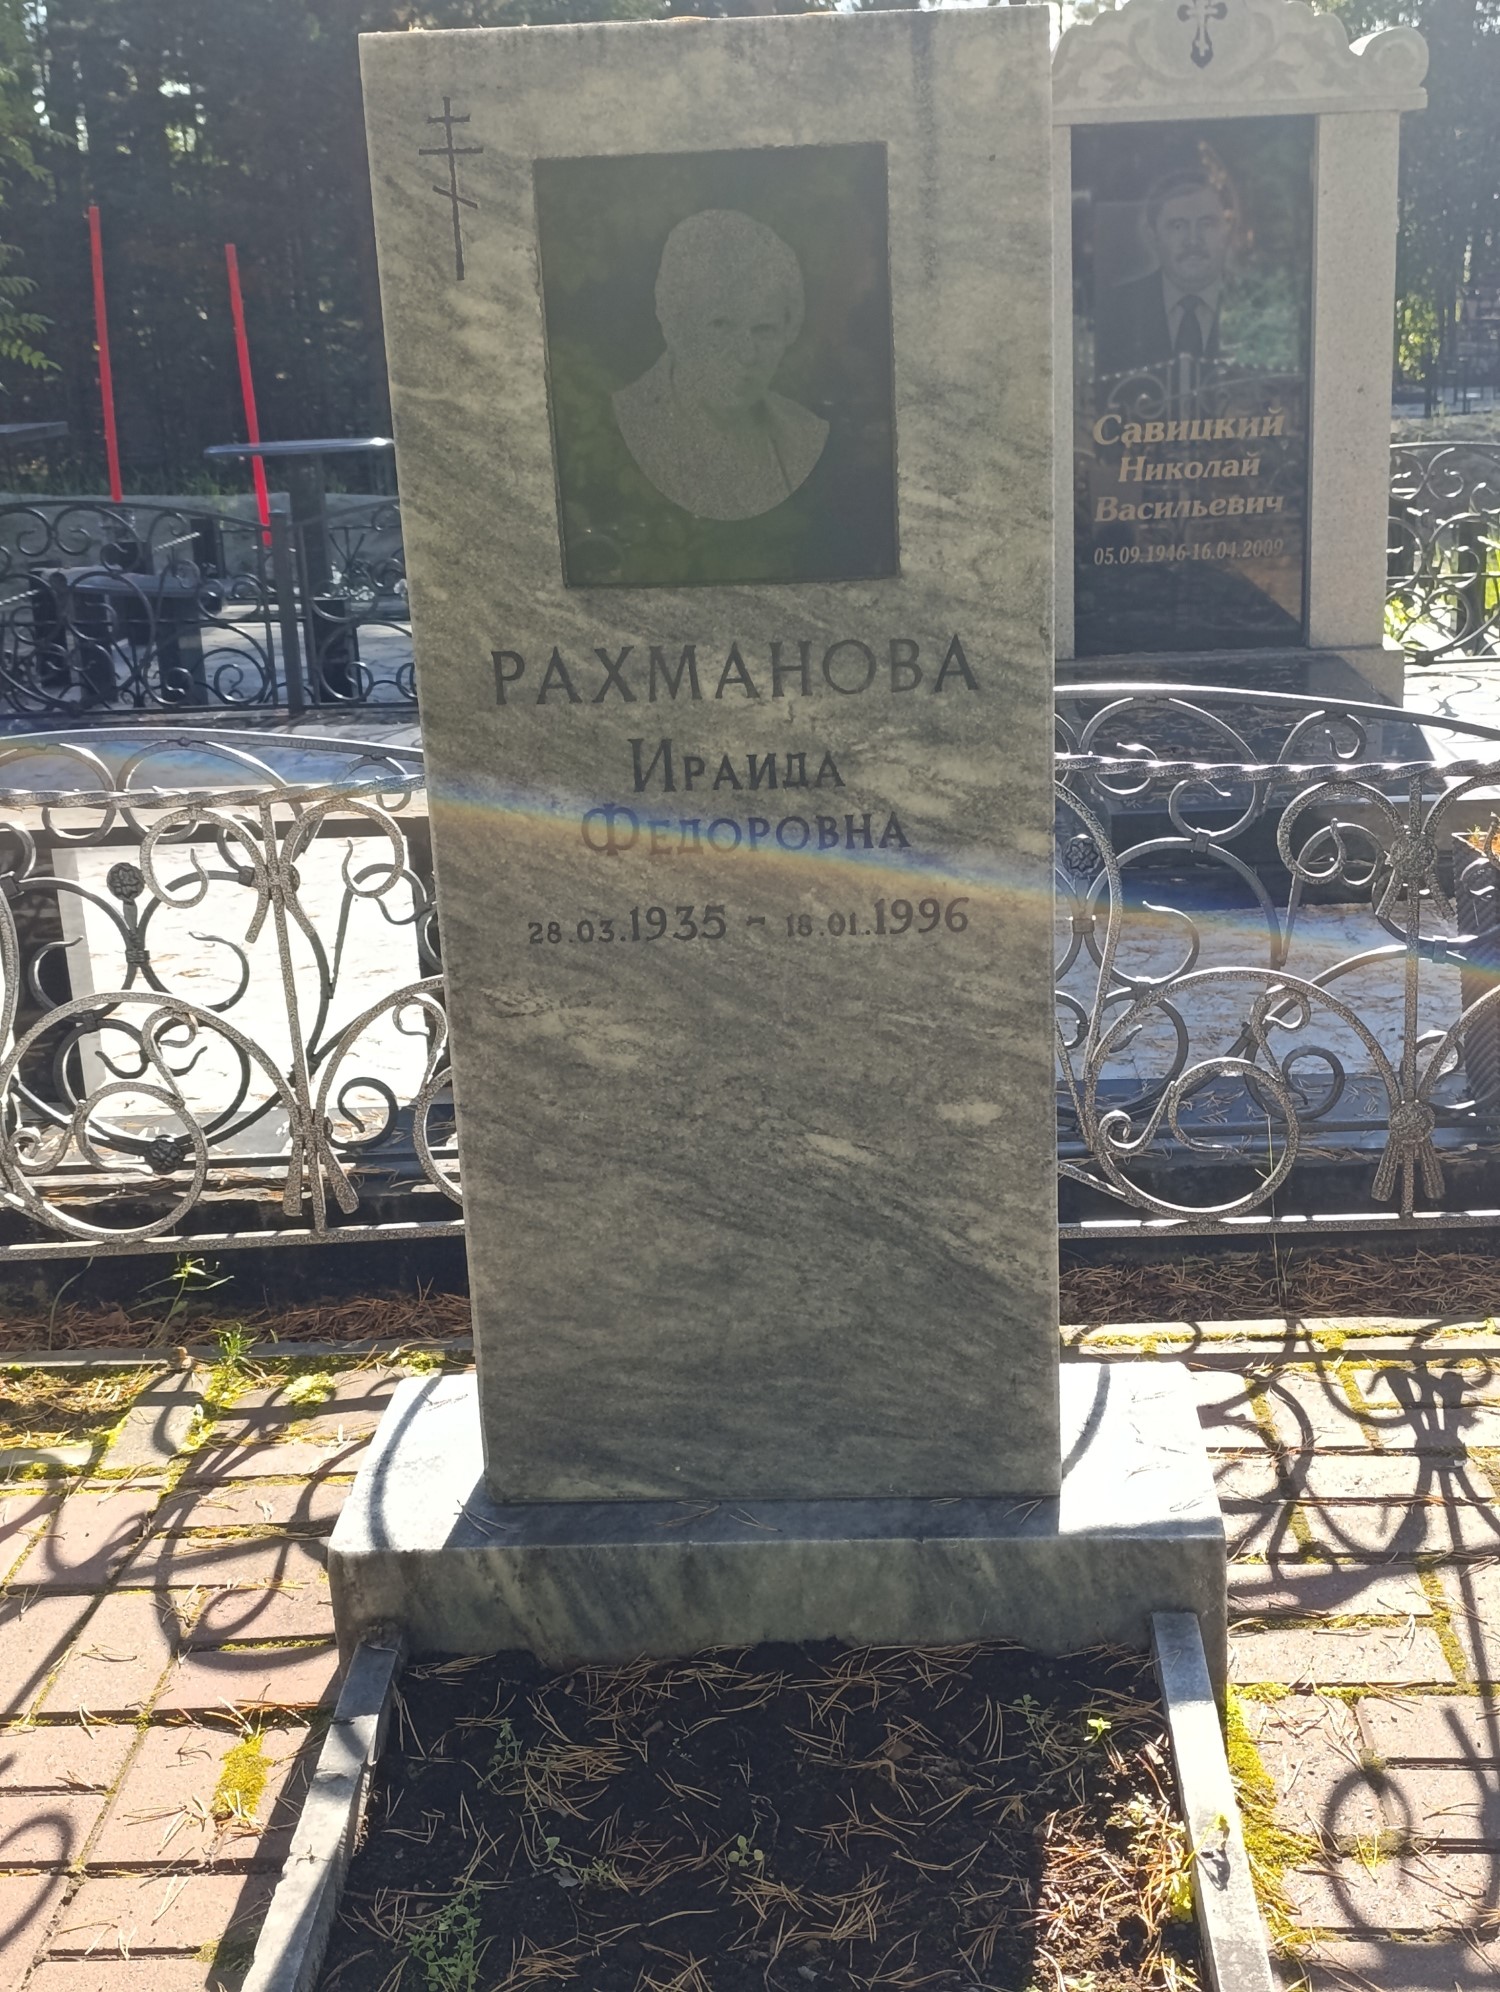 РАХМАНОВА
Ираида
Федоровна
28.03.1935 - 18.01.1996
Савицкий
Николай
Васильевич
05.09.1946-16.04.2009